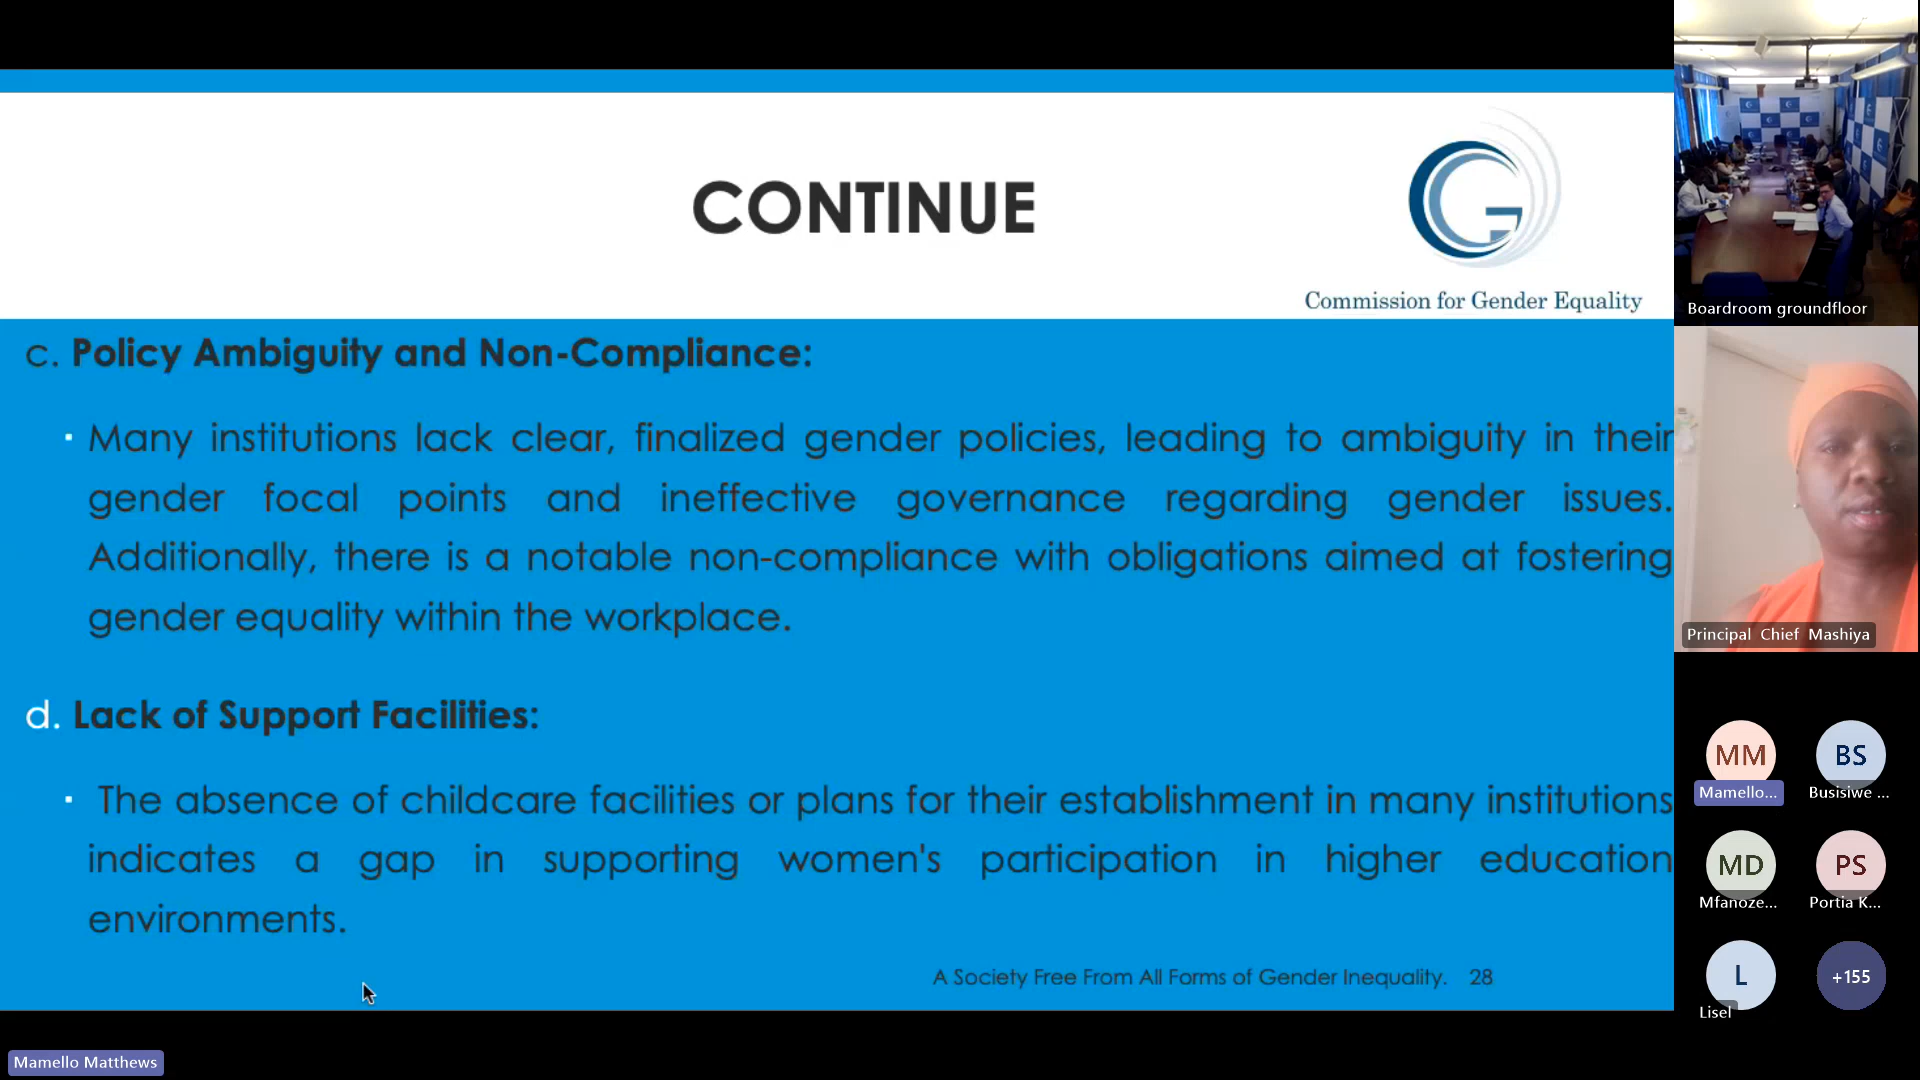 CONTINUE
Commission for Gender Equality
c. Policy Ambiguity and Non-Compliance:
▪ Many institutions lack clear, finalized gender policies, leading to ambiguity in their
gender focal points and ineffective governance regarding gender issues.
Additionally, there is a notable non-compliance with obligations aimed at fostering
gender equality within the workplace.
d. Lack of Support Facilities:
▪ The absence of childcare facilities or plans for their establishment in many institutions
indicates a gap in supporting women's participation in higher education
environments.
A Society Free From All Forms of Gender Inequality. 28
Mamello Matthews
Boardroom groundfloor
Principal Chief Mashiya
MM
BS
Mamello...
Busisiwe ...
MD
PS
Mfanoze...
Portia K...
L
+155
Lisel